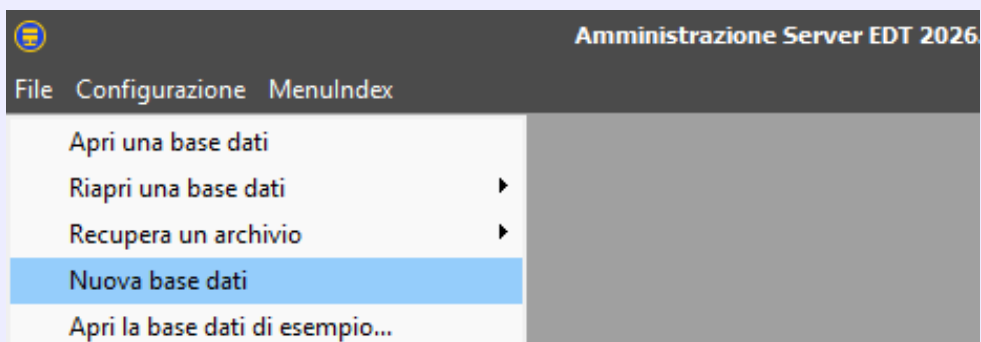 Amministrazione Server EDT 2026.
File Configurazione MenuIndex
Apri una base dati
Riapri una base dati
Recupera un archivio
Nuova base dati
Apri la base dati di esempio...